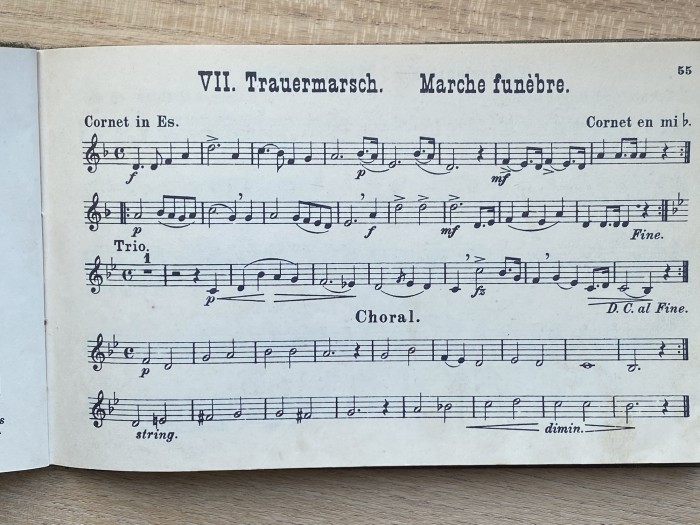 55
VII. Trauermarsch. Marche funèbre.
Cornet in Es. Cornet en mi ♭.
f p mf
p f mf Fine.
Trio.
1
p fz
D. C. al Fine.
Choral.
p
string. dimin.